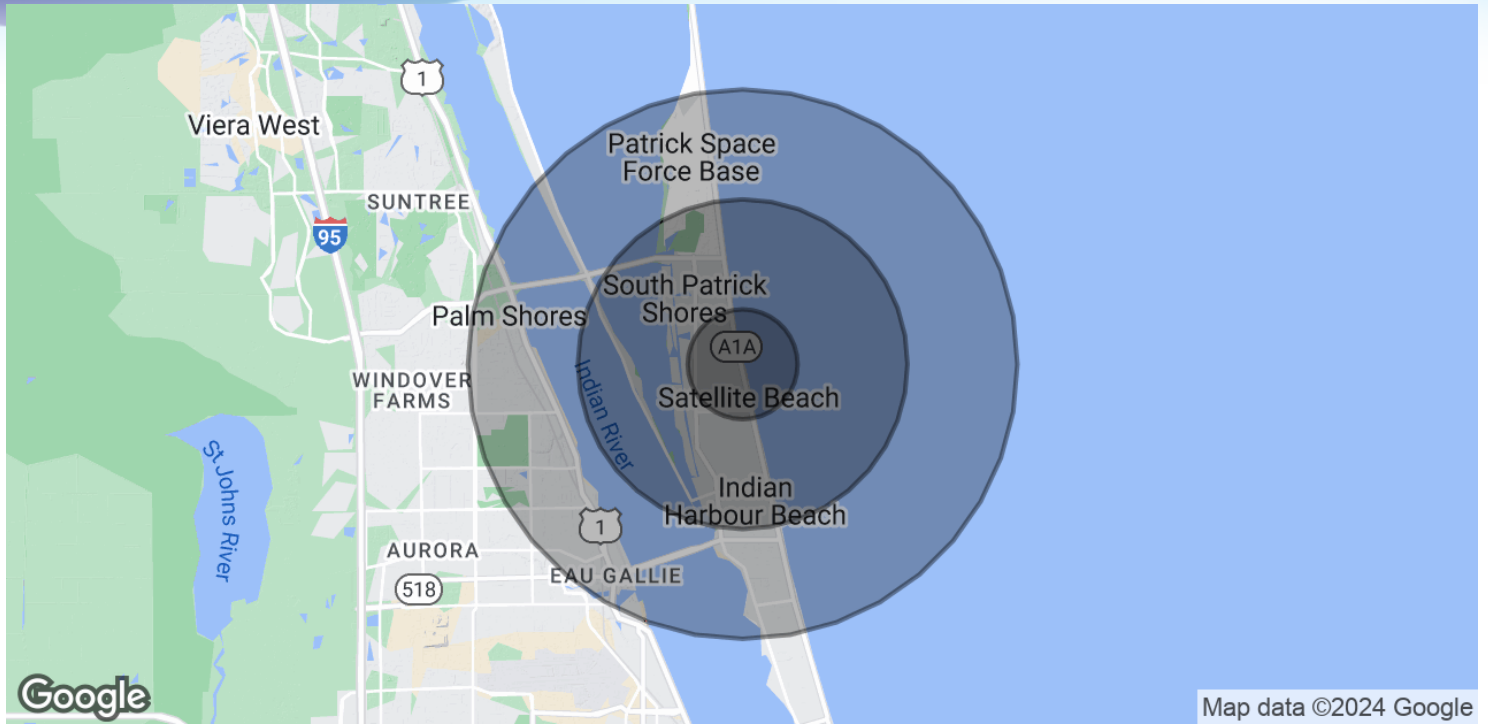 1
Viera West
Patrick Space
Force Base
SUNTREE
95
South Patrick
Shores
Palm Shores
A1A
WINDOVER
FARMS
Indian River
Satellite Beach
St Johns River
Indian
Harbour Beach
1
AURORA
EAU GALLIE
518
Google
Map data ©2024 Google